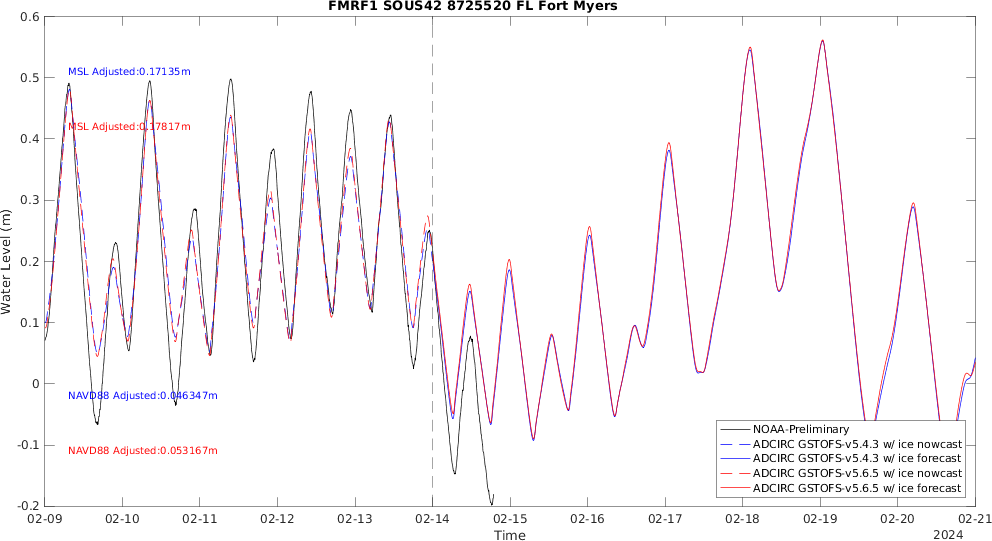 FMRF1 SOUS42 8725520 FL Fort Myers
0.6
0.5
0.4
0.3
0.2
0.1
0
-0.1
-0.2
Water Level (m)
MSL Adjusted:0.17135m
MSL Adjusted:0.17817m
NAVD88 Adjusted:0.046347m
NAVD88 Adjusted:0.053167m
NOAA-Preliminary
ADCIRC GSTOFS-v5.4.3 w/ ice nowcast
ADCIRC GSTOFS-v5.4.3 w/ ice forecast
ADCIRC GSTOFS-v5.6.5 w/ ice nowcast
ADCIRC GSTOFS-v5.6.5 w/ ice forecast
02-09 02-10 02-11 02-12 02-13 02-14 02-15 02-16 02-17 02-18 02-19 02-20 02-21
Time
2024